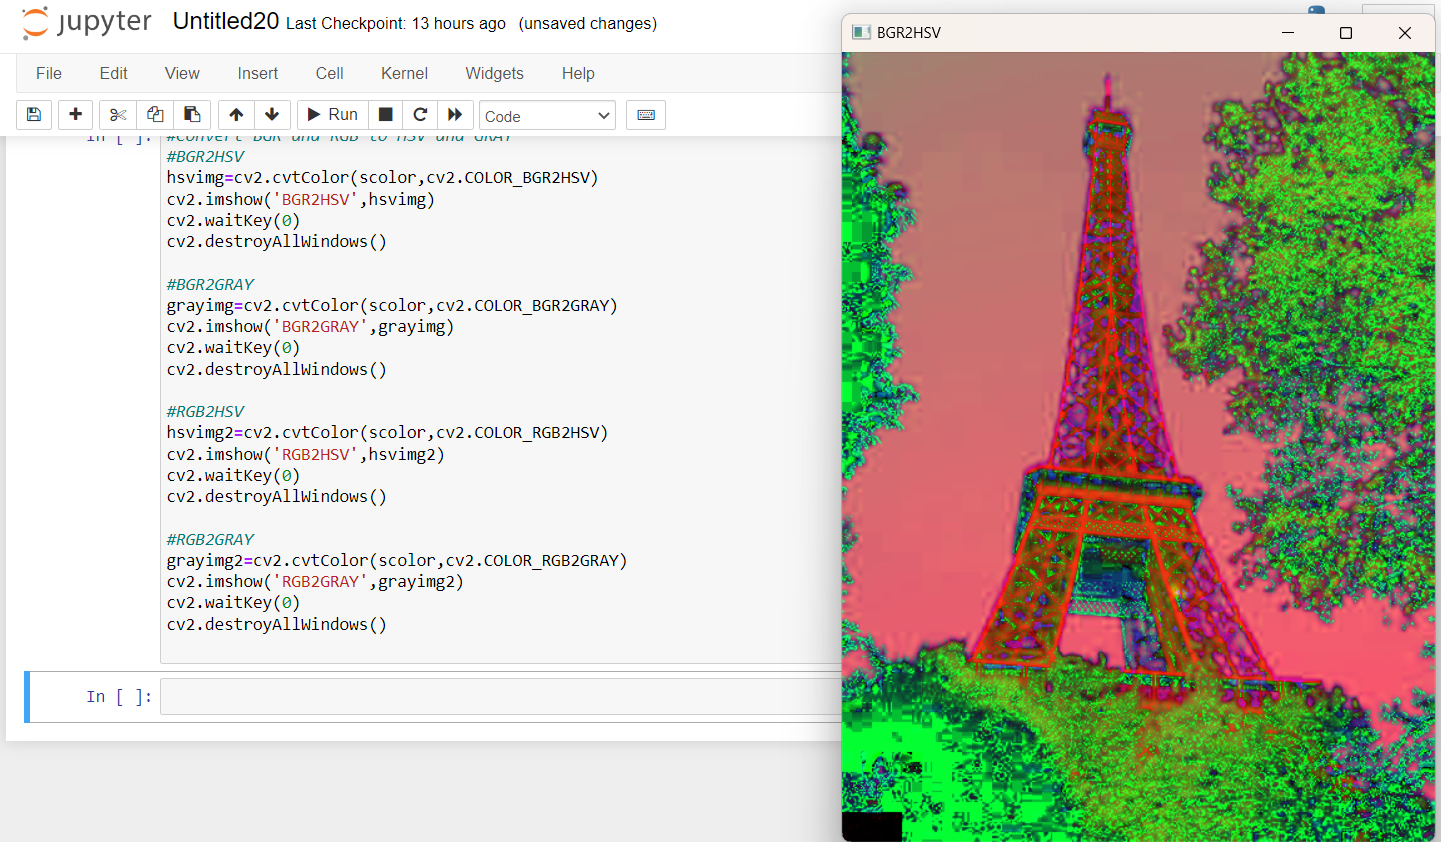 jupyter Untitled20 Last Checkpoint: 13 hours ago (unsaved changes)
File Edit View Insert Cell Kernel Widgets Help
Run Code
In [ ]: #Convert BGR and RGB to HSV and GRAY
#BGR2HSV
hsvimg=cv2.cvtColor(scolor,cv2.COLOR_BGR2HSV)
cv2.imshow('BGR2HSV',hsvimg)
cv2.waitKey(0)
cv2.destroyAllWindows()
#BGR2GRAY
grayimg=cv2.cvtColor(scolor,cv2.COLOR_BGR2GRAY)
cv2.imshow('BGR2GRAY',grayimg)
cv2.waitKey(0)
cv2.destroyAllWindows()
#RGB2HSV
hsvimg2=cv2.cvtColor(scolor,cv2.COLOR_RGB2HSV)
cv2.imshow('RGB2HSV',hsvimg2)
cv2.waitKey(0)
cv2.destroyAllWindows()
#RGB2GRAY
grayimg2=cv2.cvtColor(scolor,cv2.COLOR_RGB2GRAY)
cv2.imshow('RGB2GRAY',grayimg2)
cv2.waitKey(0)
cv2.destroyAllWindows()
In [ ]:
BGR2HSV